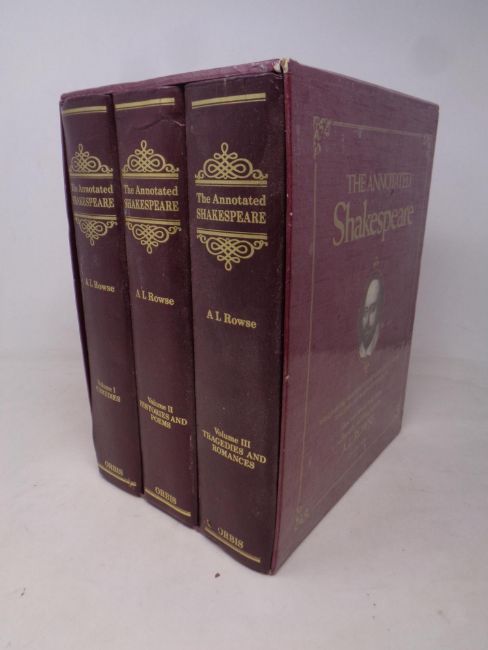 The Annotated
SHAKESPEARE
A L Rowse
Volume I
COMEDIES
ORBIS
The Annotated
SHAKESPEARE
A L Rowse
Volume II
HISTORIES AND
POEMS
ORBIS
The Annotated
SHAKESPEARE
A L Rowse
Volume III
TRAGEDIES AND
ROMANCES
ORBIS
THE ANNOTATED
Shakespeare